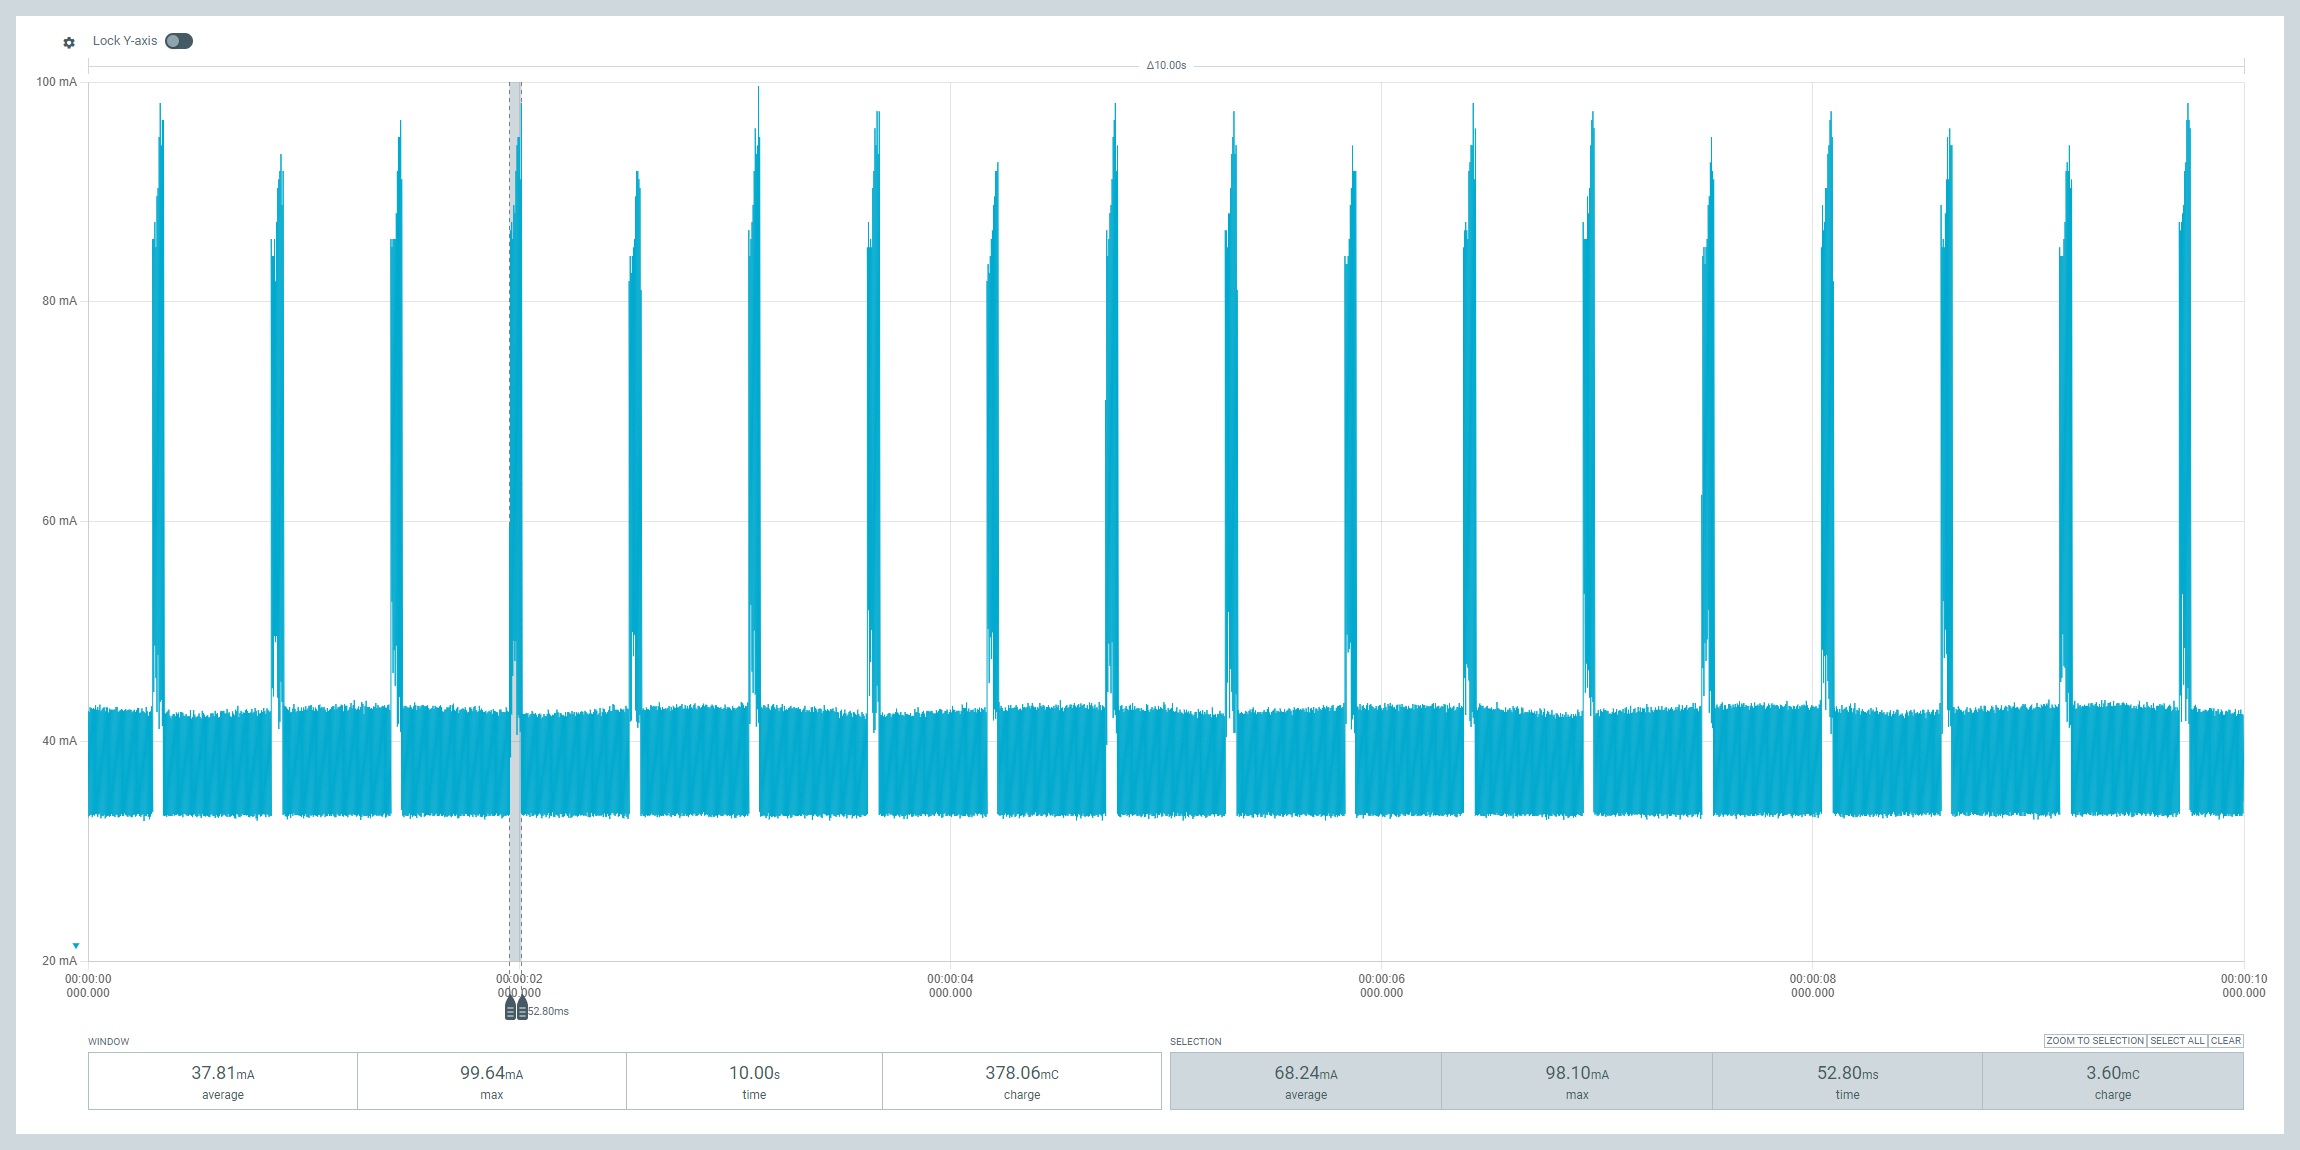 Lock Y-axis
Δ10.00s
100 mA
80 mA
60 mA
40 mA
20 mA
00:00:00 00:00:02 00:00:04 00:00:06 00:00:08 00:00:10
000.000 000.000 000.000 000.000 000.000 000.000
52.80ms
WINDOW SELECTION ZOOM TO SELECTION SELECT ALL CLEAR
37.81mA 99.64mA 10.00s 378.06mC 68.24mA 98.10mA 52.80ms 3.60mC
average max time charge average max time charge